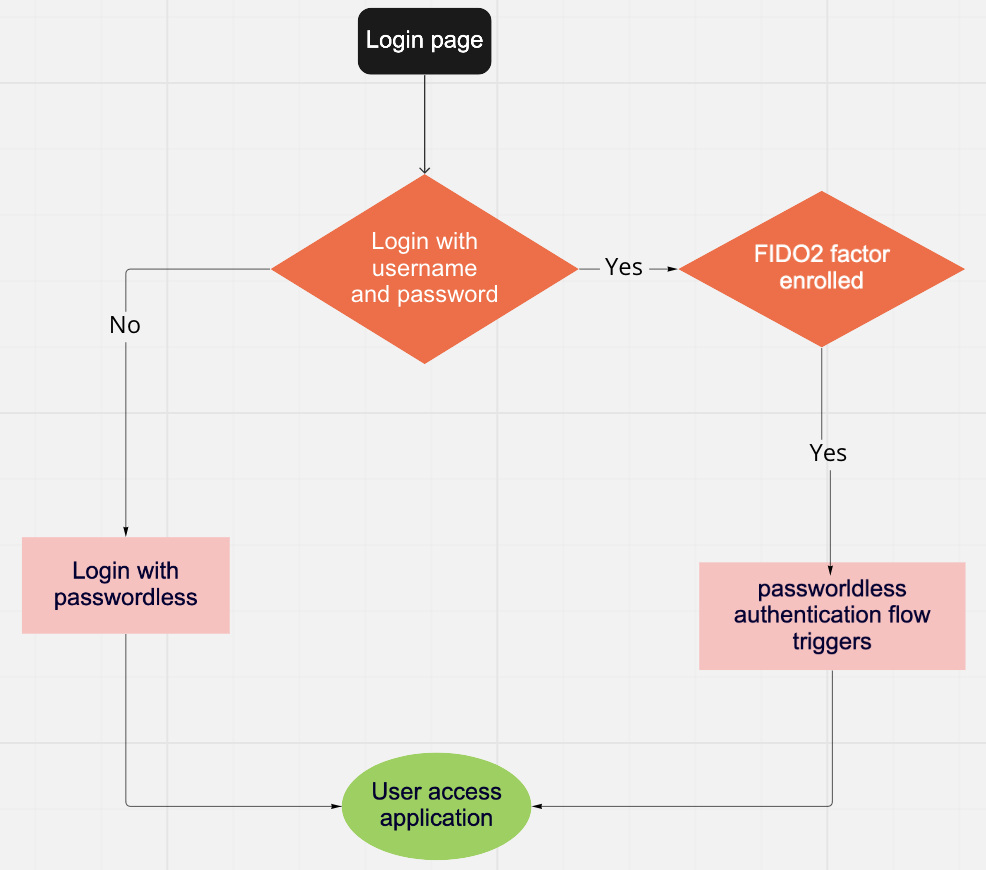 Login page
Login with
username
and password
Yes
FIDO2 factor
enrolled
No
Yes
Login with
passwordless
passworldless
authentication flow
triggers
User access
application